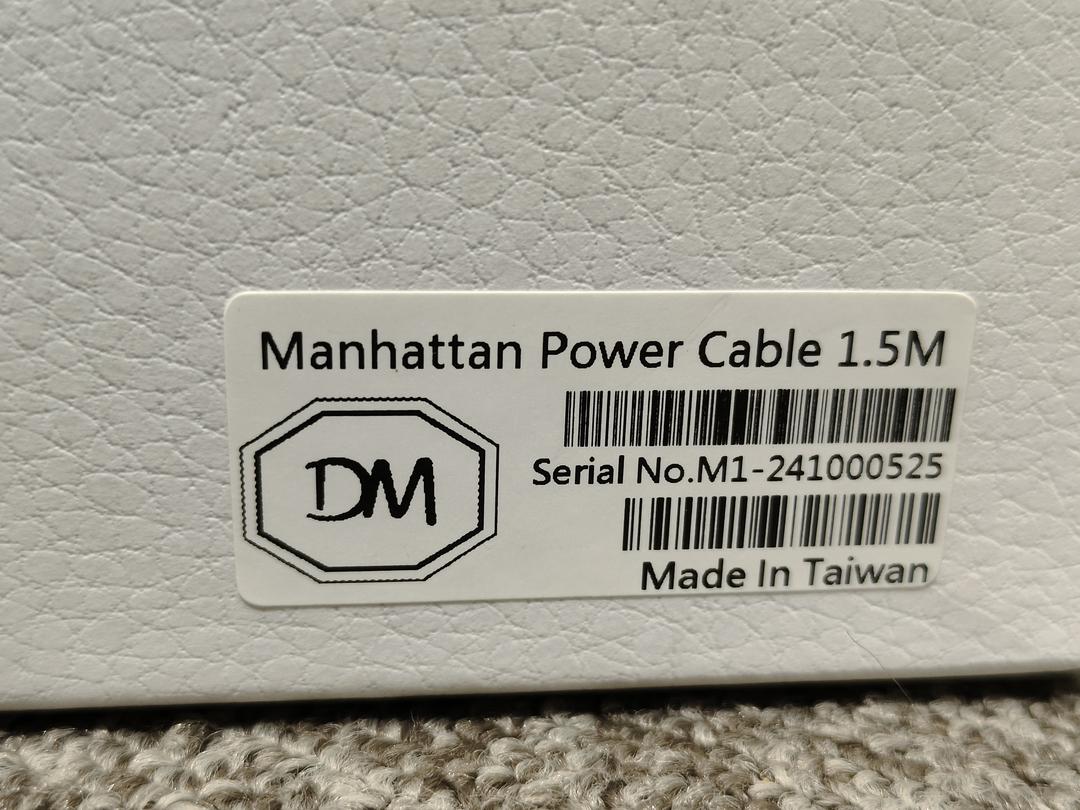 Manhattan Power Cable 1.5M
DM
Serial No.M1-241000525
Made In Taiwan